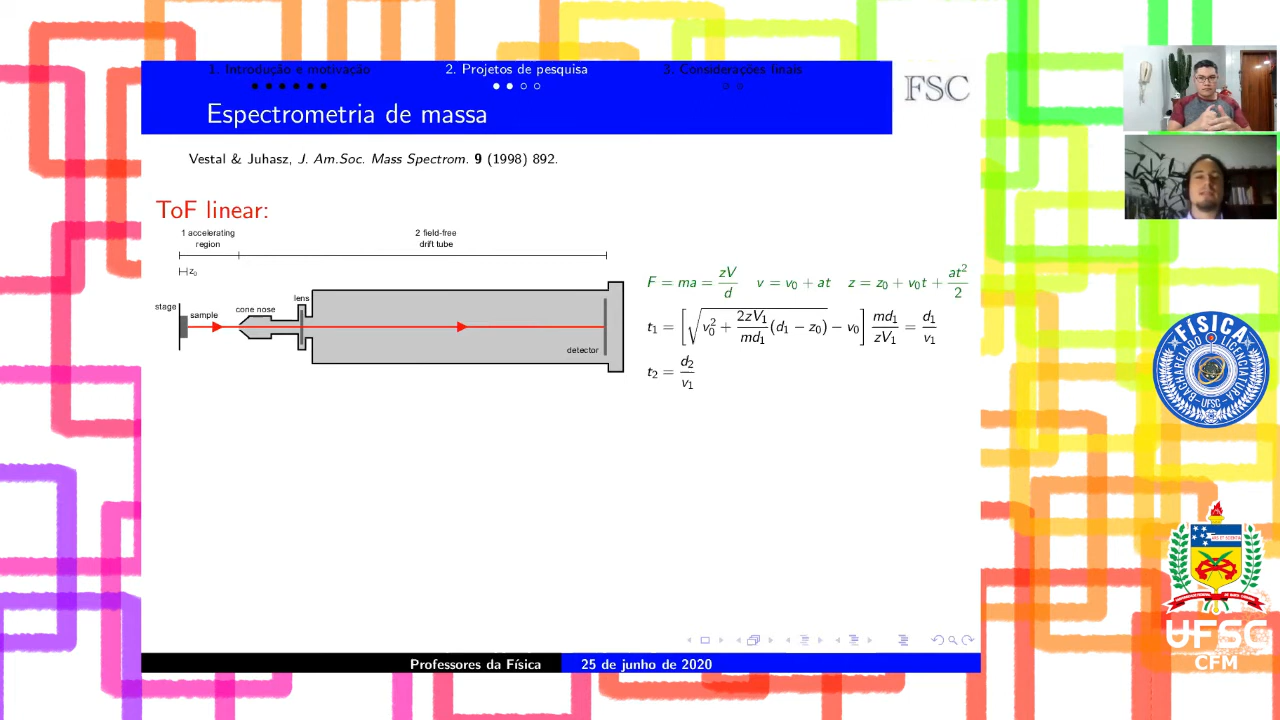 1. Introdução e motivação
2. Projetos de pesquisa
3. Considerações finais
Espectrometria de massa
FSC
Vestal & Juhasz, J. Am.Soc. Mass Spectrom. 9 (1998) 892.
ToF linear:
1 accelerating
region
2 field-free
drift tube
z₀
stage
sample
cone nose
lens
detector
F = ma = zV/d   v = v₀ + at   z = z₀ + v₀t + at²/2
t₁ = [√(v₀² + 2zV₁/md₁ (d₁ − z₀)) − v₀] md₁/zV₁ = d₁/v₁
t₂ = d₂/v₁
FÍSICA
BACHARELADO
LICENCIATURA
UFSC
UFSC
CFM
Professores da Física
25 de junho de 2020